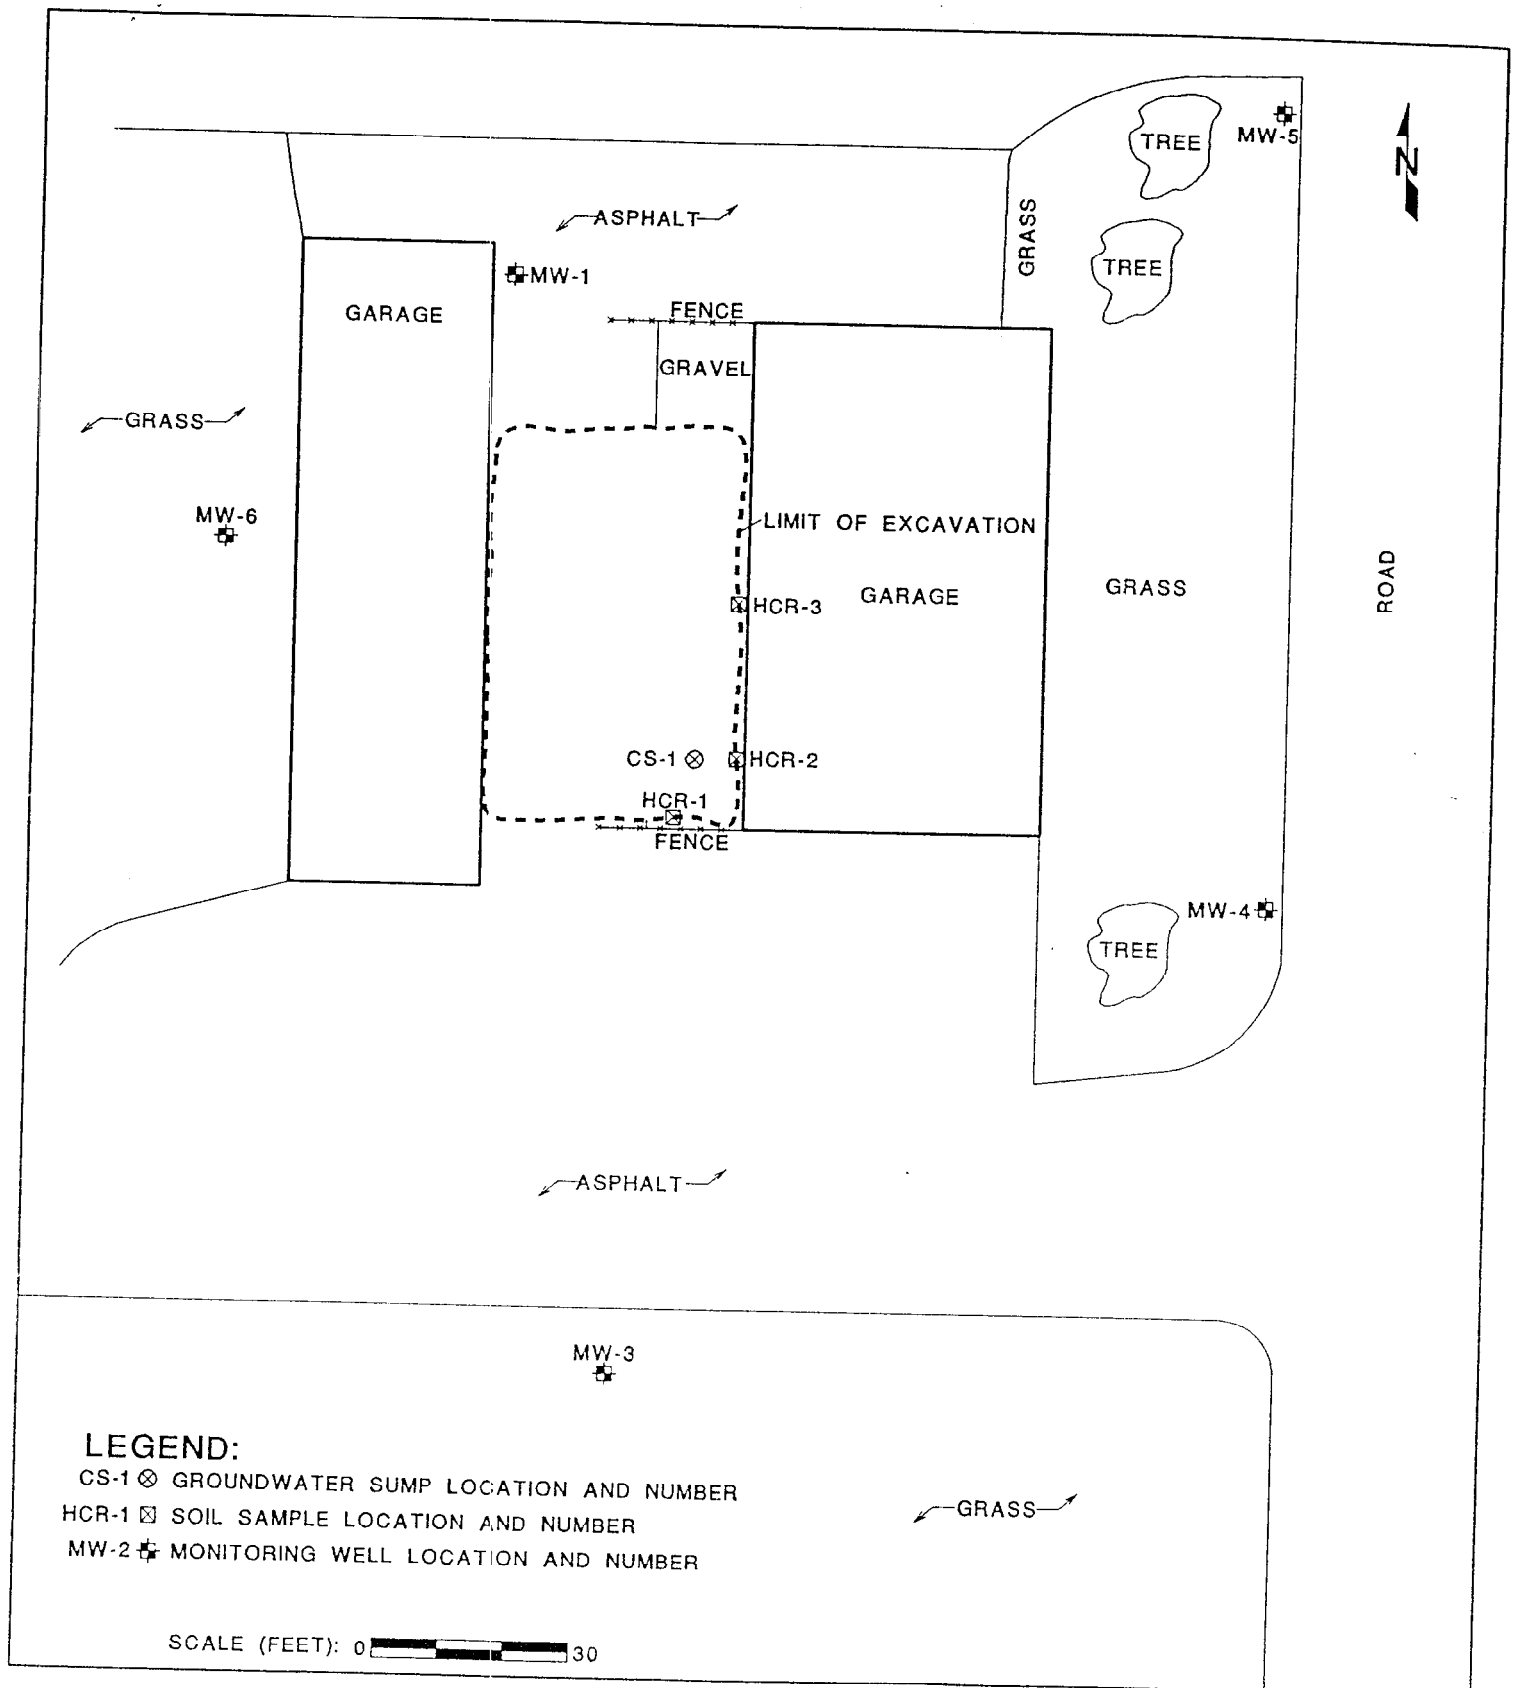 TREE
MW-5
N
ASPHALT
GRASS
TREE
MW-1
GARAGE
FENCE
GRAVEL
GRASS
MW-6
LIMIT OF EXCAVATION
GARAGE
GRASS
ROAD
HCR-3
CS-1
HCR-2
HCR-1
FENCE
MW-4
TREE
ASPHALT
MW-3
LEGEND:
CS-1 GROUNDWATER SUMP LOCATION AND NUMBER
HCR-1 SOIL SAMPLE LOCATION AND NUMBER
MW-2 MONITORING WELL LOCATION AND NUMBER
GRASS
SCALE (FEET): 0 30